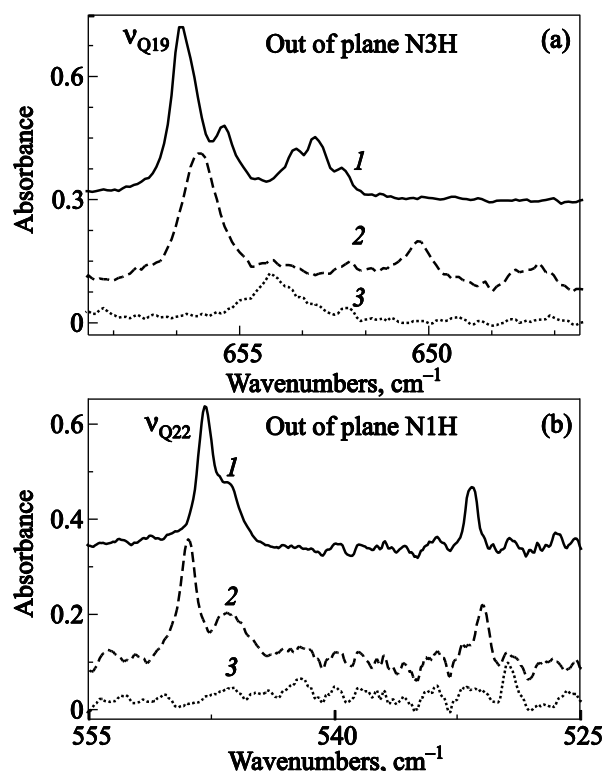 νQ19 Out of plane N3H (a)
0.6
1
0.3
2
3
0
655 650
Absorbance
Wavenumbers, cm–1
νQ22 Out of plane N1H (b)
0.6
1
0.4
0.2
2
3
0
555 540 525
Absorbance
Wavenumbers, cm–1